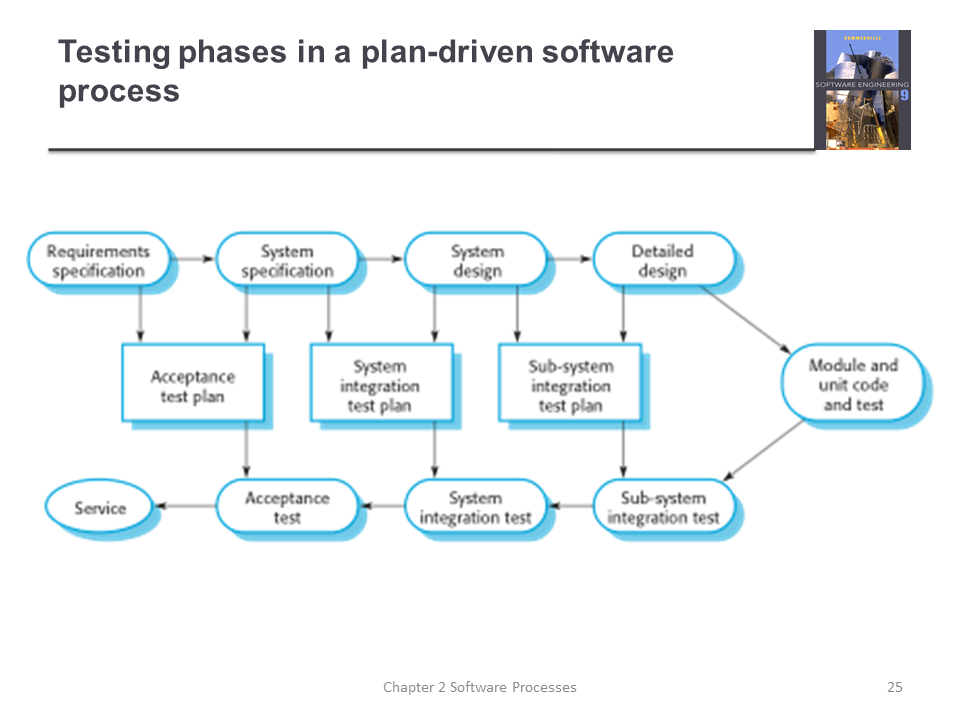 Testing phases in a plan-driven software
process
SOMMERVILLE
SOFTWARE ENGINEERING
9
Requirements
specification
System
specification
System
design
Detailed
design
Acceptance
test plan
System
integration
test plan
Sub-system
integration
test plan
Module and
unit code
and test
Service
Acceptance
test
System
integration test
Sub-system
integration test
Chapter 2 Software Processes
25